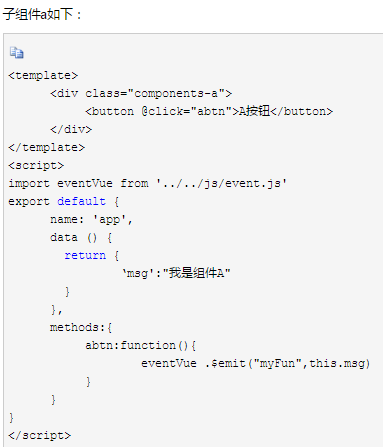 子组件a如下：
<template>
      <div class="components-a">
           <button @click="abtn">A按钮</button>
      </div>
</template>
<script>
import eventVue from '../../js/event.js'
export default {
      name: 'app',
      data () {
        return {
                ‘msg':"我是组件A"
        }
      },
      methods:{
           abtn:function(){
                   eventVue .$emit("myFun",this.msg)
           }
      }
}
</script>